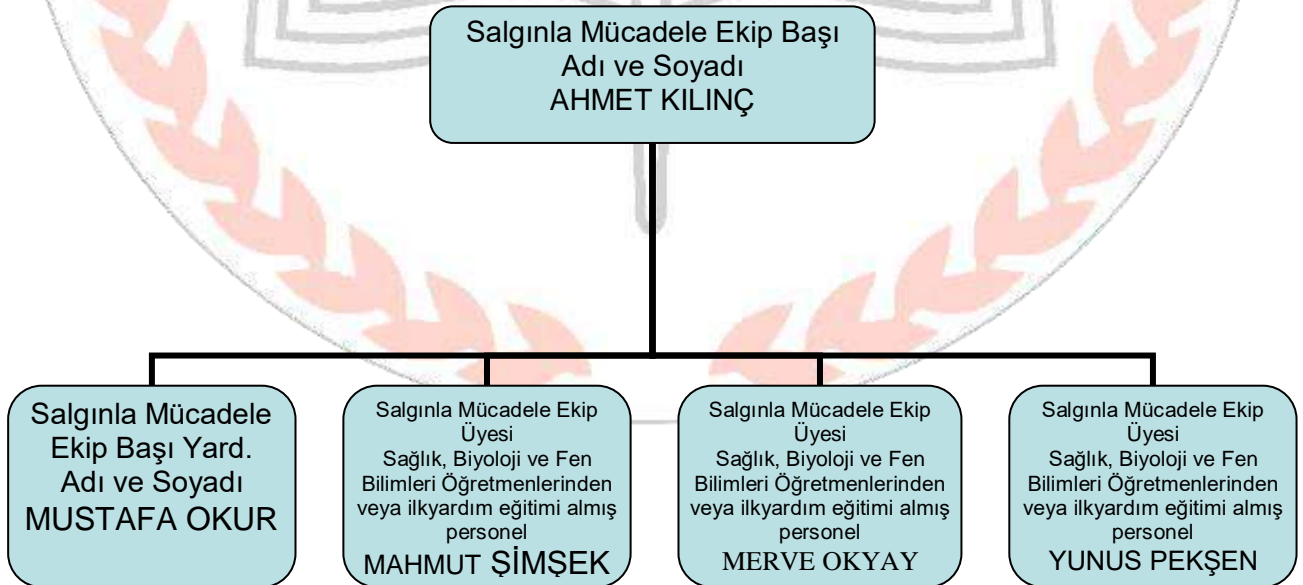 Salgınla Mücadele Ekip Başı
Adı ve Soyadı
AHMET KILINÇ
Salgınla Mücadele
Ekip Başı Yard.
Adı ve Soyadı
MUSTAFA OKUR
Salgınla Mücadele Ekip
Üyesi
Sağlık, Biyoloji ve Fen
Bilimleri Öğretmenlerinden
veya ilkyardım eğitimi almış
personel
MAHMUT ŞİMŞEK
Salgınla Mücadele Ekip
Üyesi
Sağlık, Biyoloji ve Fen
Bilimleri Öğretmenlerinden
veya ilkyardım eğitimi almış
personel
MERVE OKYAY
Salgınla Mücadele Ekip
Üyesi
Sağlık, Biyoloji ve Fen
Bilimleri Öğretmenlerinden
veya ilkyardım eğitimi almış
personel
YUNUS PEKŞEN